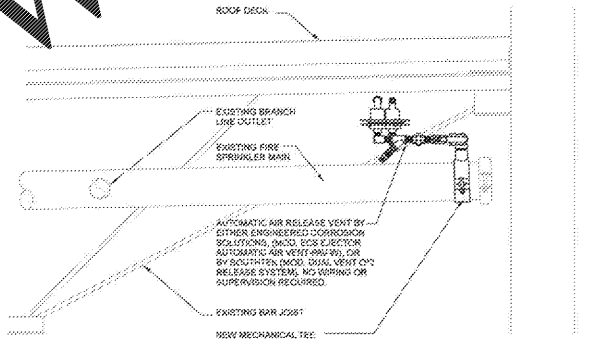 ROOF DECK
EXISTING BRANCH
LINE OUTLET
EXISTING FIRE
SPRINKLER MAIN
AUTOMATIC AIR RELEASE VENT BY
EITHER ENGINEERED CORROSION
SOLUTIONS, (MOD. ECS EJECTOR
AUTOMATIC AIR VENT-PAV-W), OR
BY SOUTHTEK (MOD. DUAL VENT
RELEASE SYSTEM). NO WIRING OR
SUPERVISION REQUIRED.
EXISTING BAR JOIST
NEW MECHANICAL TEE